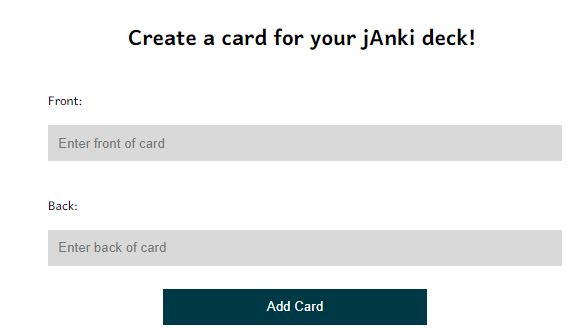 Create a card for your jAnki deck!
Front:
Enter front of card
Back:
Enter back of card
Add Card